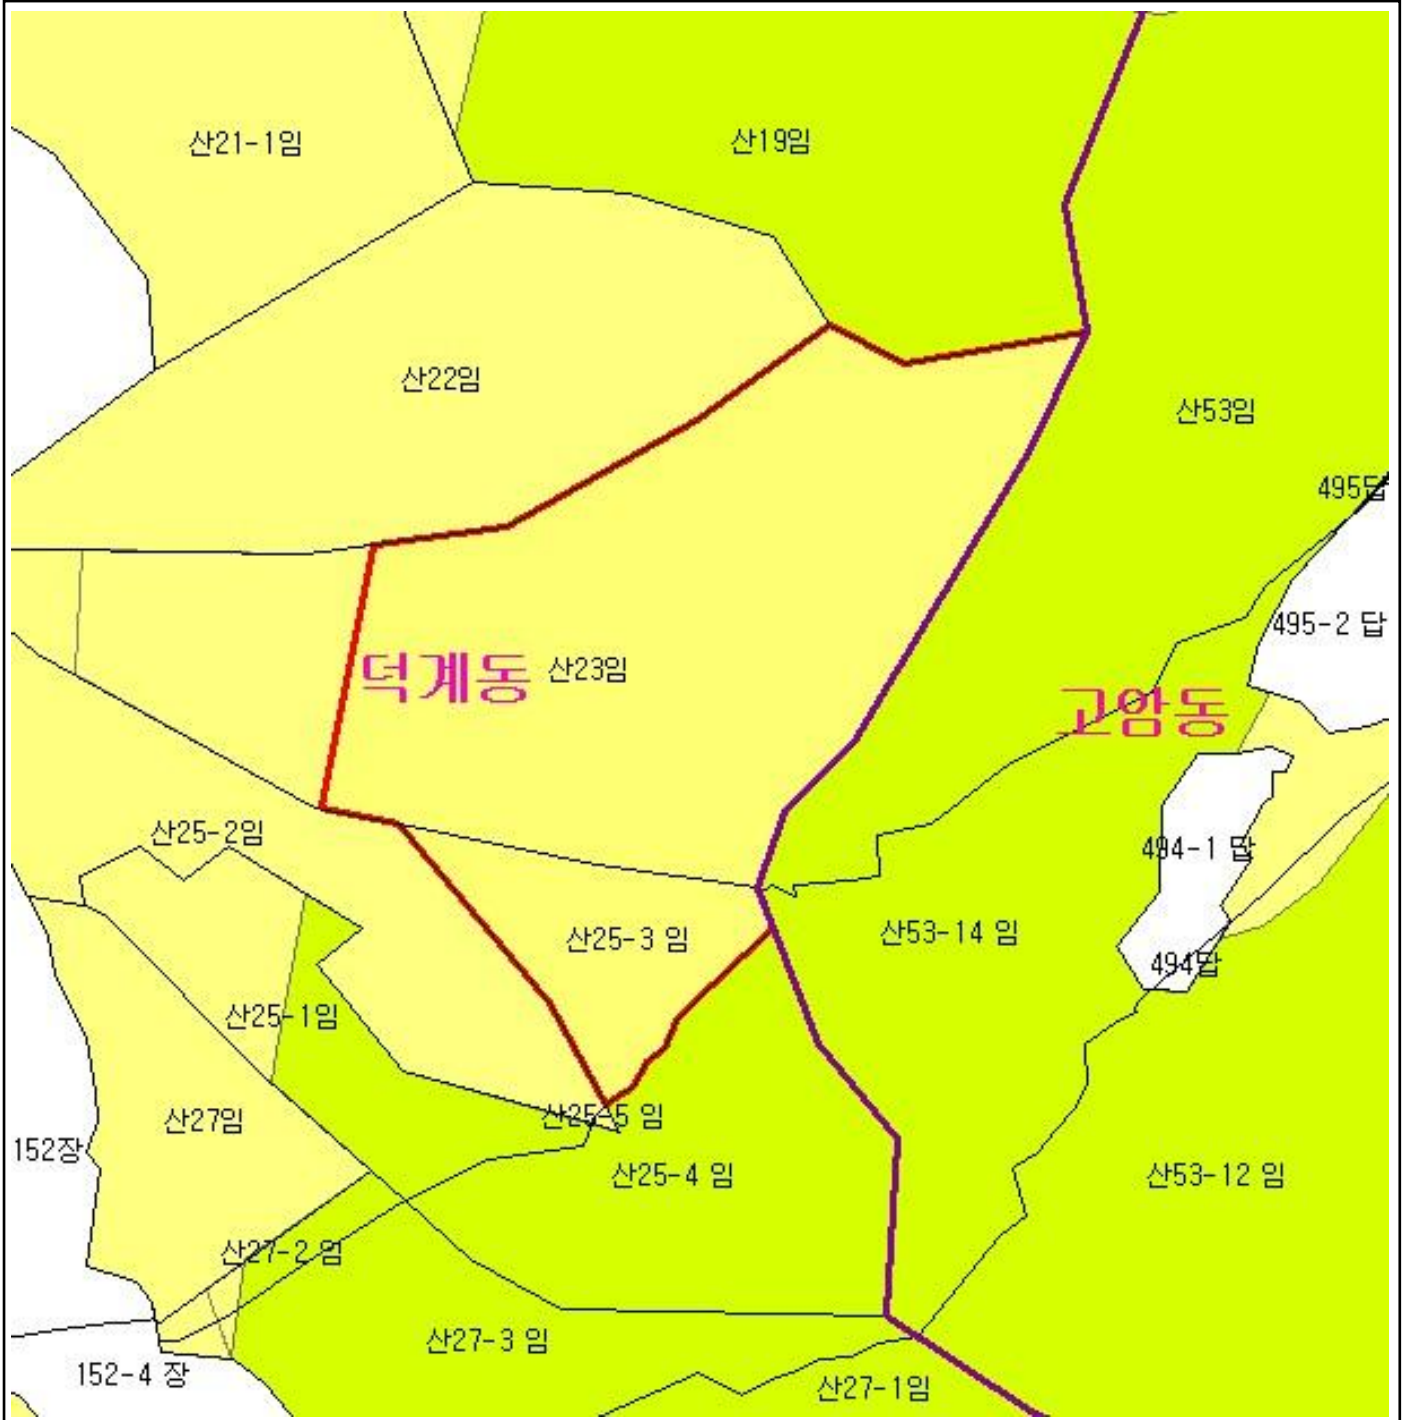 산21-1임
산19임
산22임
산53임
495답
495-2 답
덕계동
산23임
고암동
산25-2임
494-1 답
산25-3 임
산53-14 임
494답
산25-1임
산25-5 임
산27임
152장
산25-4 임
산53-12 임
산27-2 임
산27-3 임
152-4 장
산27-1임